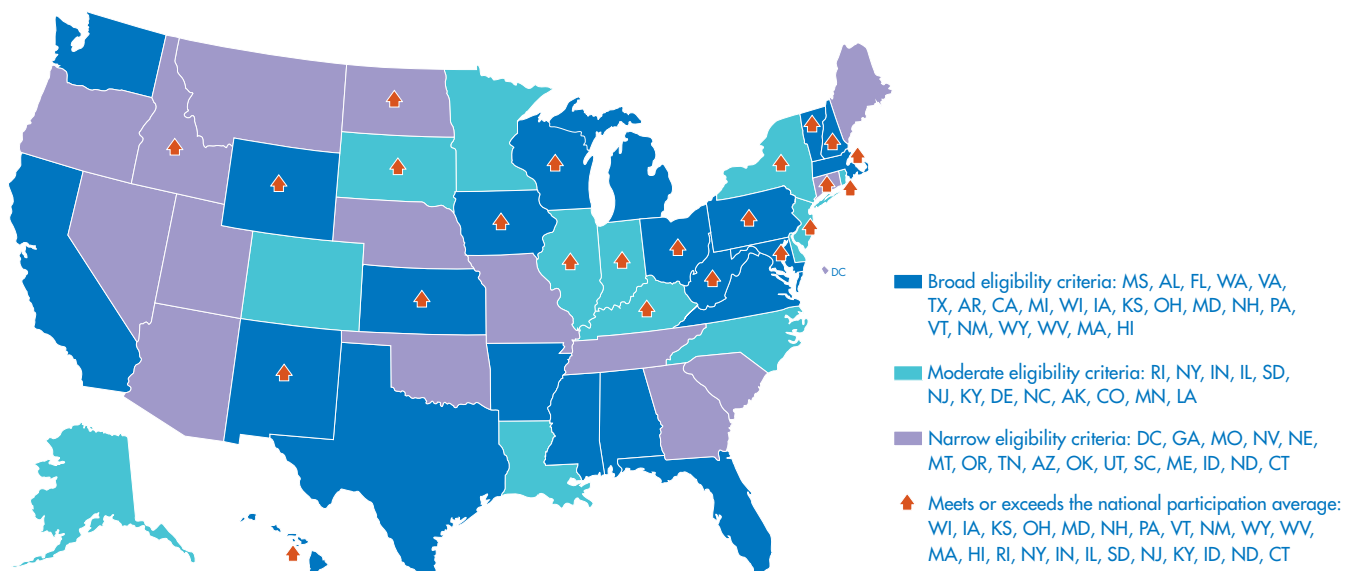 DC
Broad eligibility criteria: MS, AL, FL, WA, VA,
TX, AR, CA, MI, WI, IA, KS, OH, MD, NH, PA,
VT, NM, WY, WV, MA, HI
Moderate eligibility criteria: RI, NY, IN, IL, SD,
NJ, KY, DE, NC, AK, CO, MN, LA
Narrow eligibility criteria: DC, GA, MO, NV, NE,
MT, OR, TN, AZ, OK, UT, SC, ME, ID, ND, CT
Meets or exceeds the national participation average:
WI, IA, KS, OH, MD, NH, PA, VT, NM, WY, WV,
MA, HI, RI, NY, IN, IL, SD, NJ, KY, ID, ND, CT